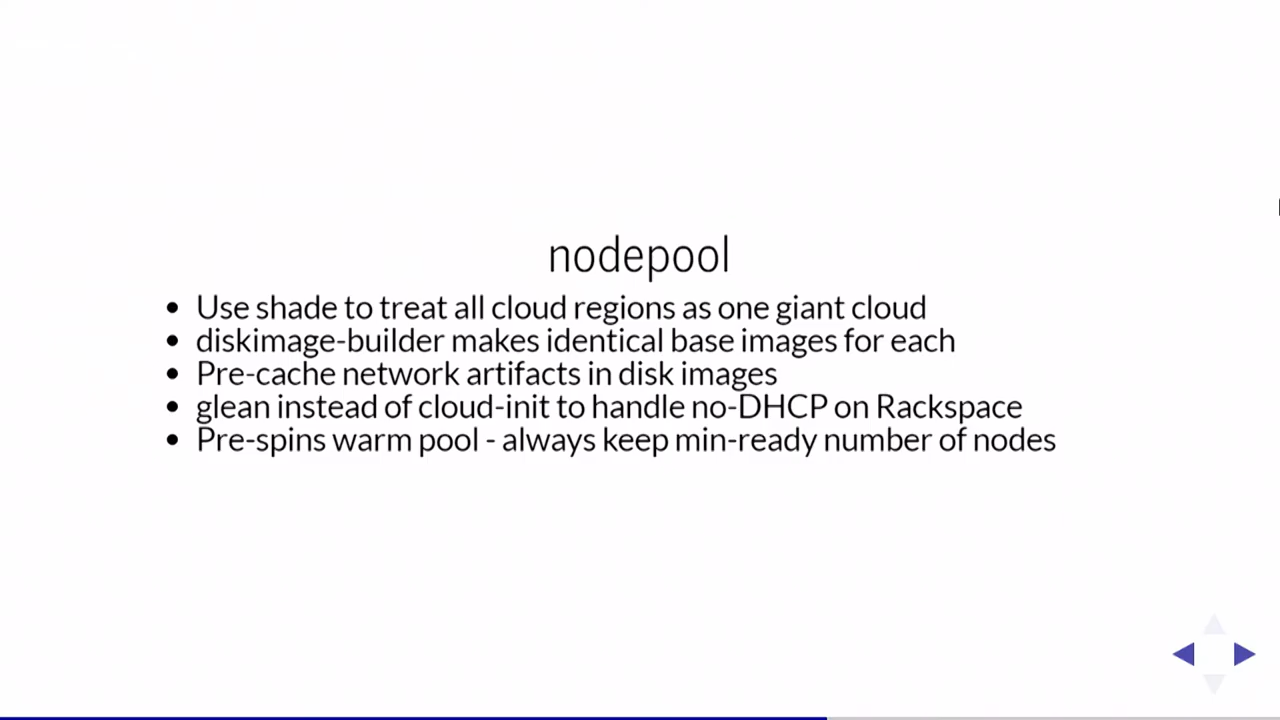 nodepool
• Use shade to treat all cloud regions as one giant cloud
• diskimage-builder makes identical base images for each
• Pre-cache network artifacts in disk images
• glean instead of cloud-init to handle no-DHCP on Rackspace
• Pre-spins warm pool - always keep min-ready number of nodes